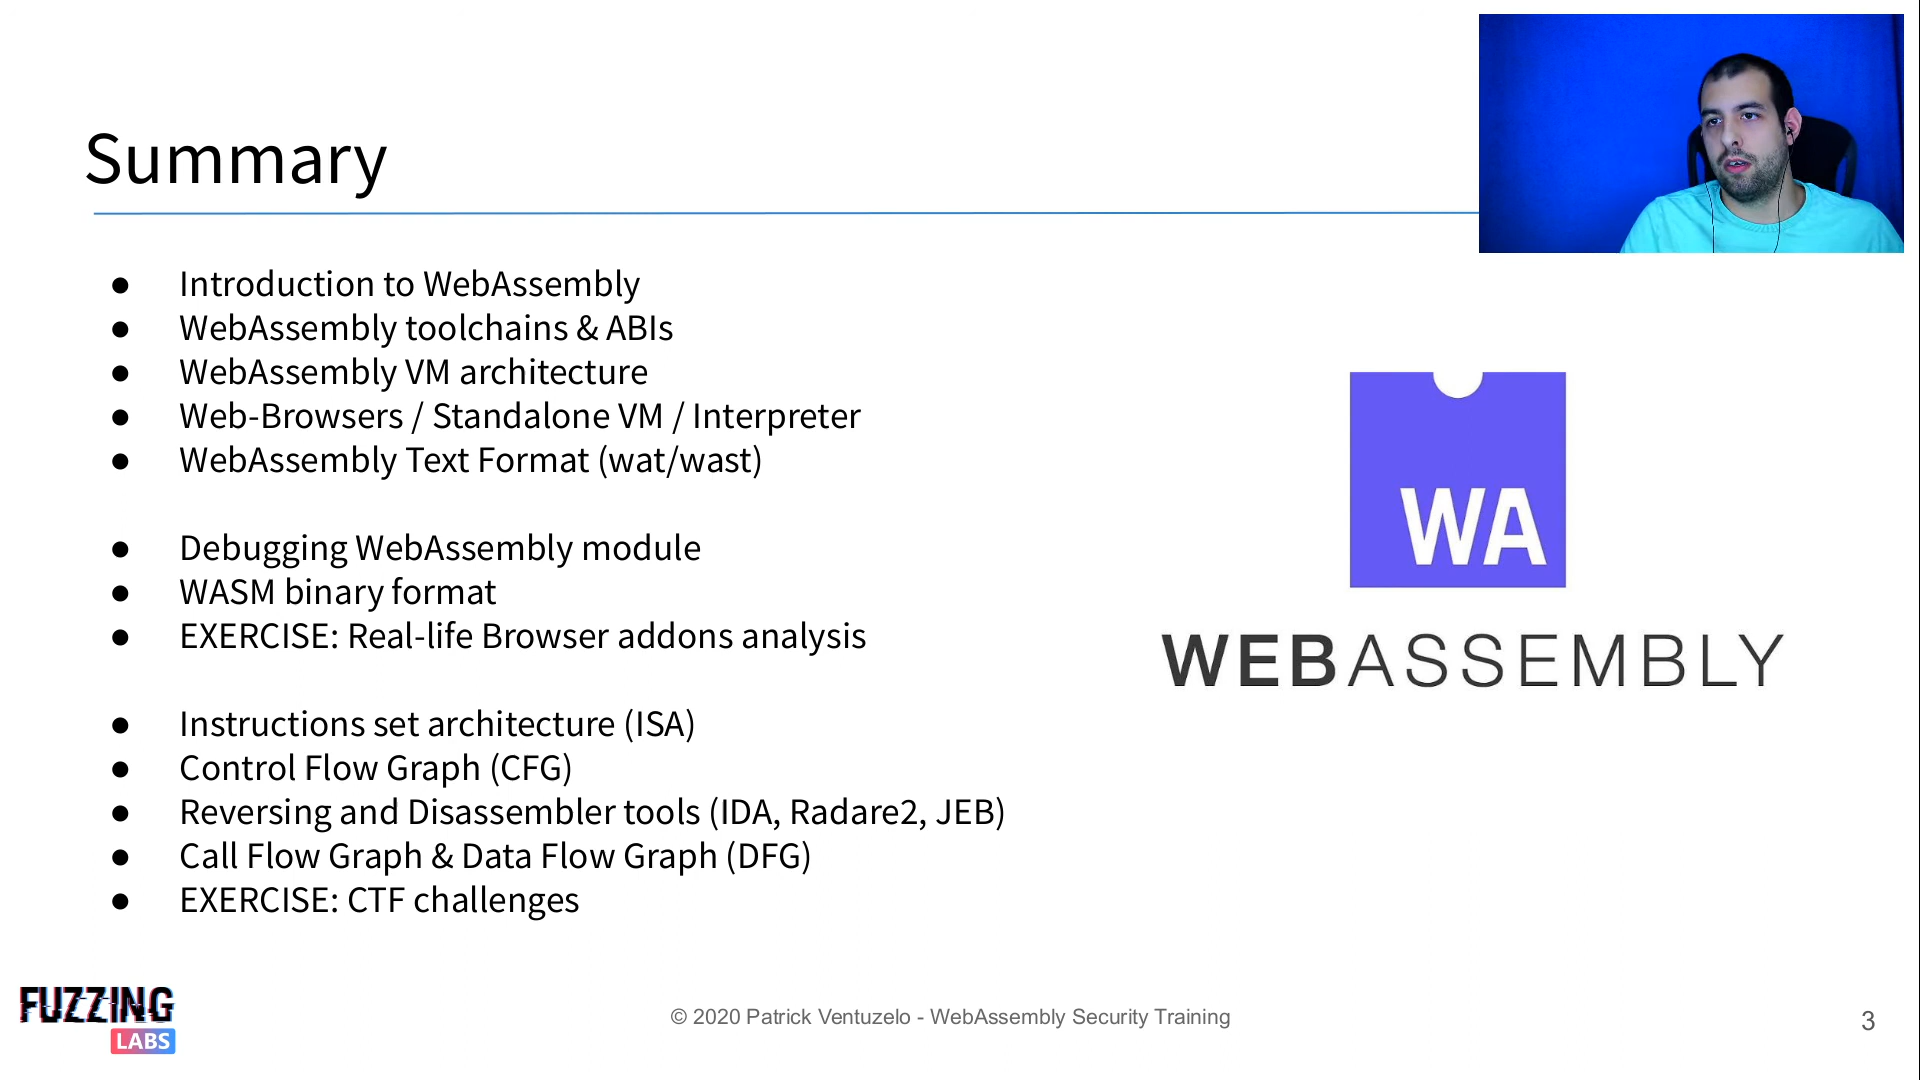 Summary
● Introduction to WebAssembly
● WebAssembly toolchains & ABIs
● WebAssembly VM architecture
● Web-Browsers / Standalone VM / Interpreter
● WebAssembly Text Format (wat/wast)
● Debugging WebAssembly module
● WASM binary format
● EXERCISE: Real-life Browser addons analysis
● Instructions set architecture (ISA)
● Control Flow Graph (CFG)
● Reversing and Disassembler tools (IDA, Radare2, JEB)
● Call Flow Graph & Data Flow Graph (DFG)
● EXERCISE: CTF challenges
WA
WEBASSEMBLY
FUZZING
LABS
© 2020 Patrick Ventuzelo - WebAssembly Security Training
3